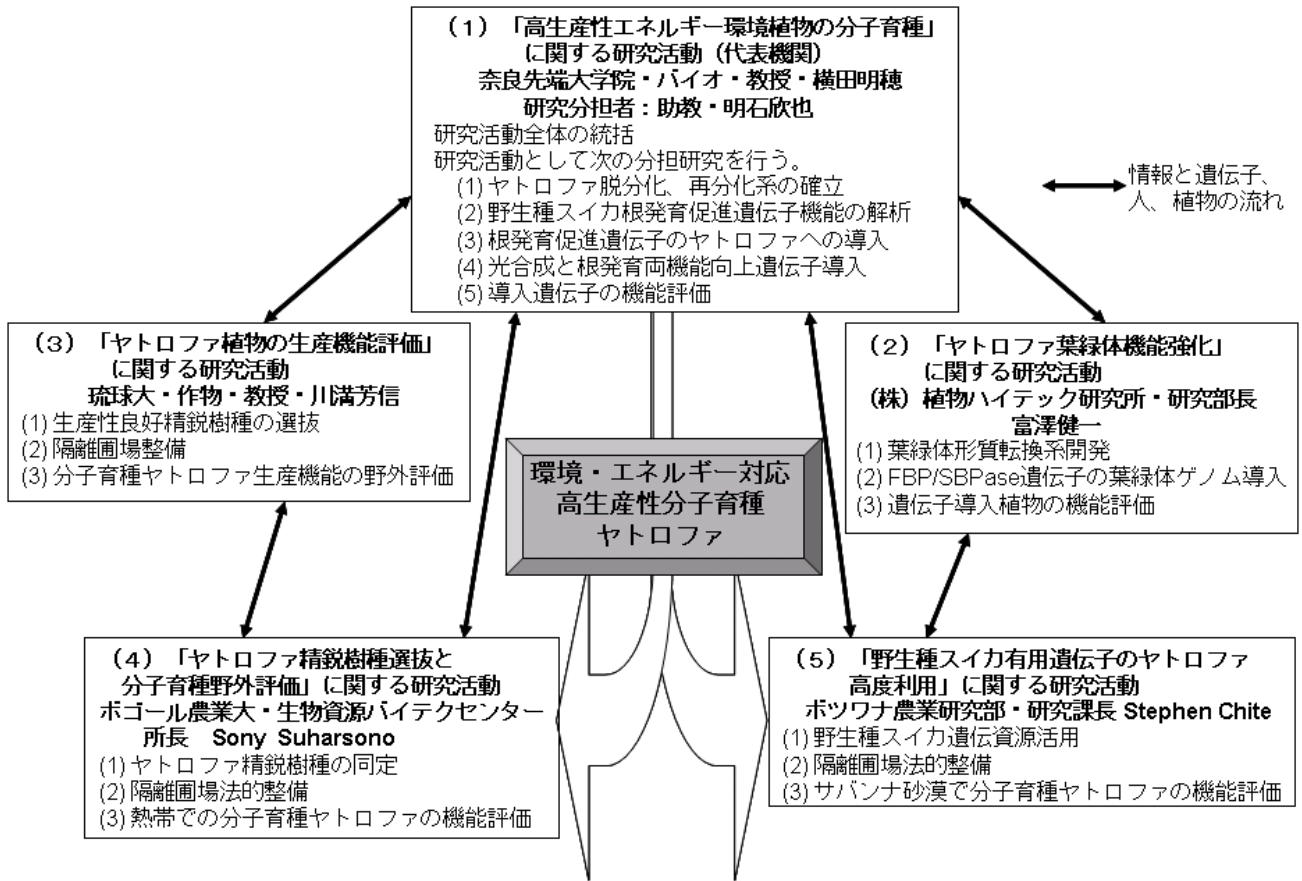 (1) 「高生産性エネルギー環境植物の分子育種」
に関する研究活動 (代表機関)
奈良先端大学院・バイオ・教授・横田明穂
研究分担者：助教・明石欣也
研究活動全体の統括
研究活動として次の分担研究を行う。
(1) ヤトロファ脱分化、再分化系の確立
(2) 野生種スイカ根発育促進遺伝子機能の解析
(3) 根発育促進遺伝子のヤトロファへの導入
(4) 光合成と根発育両機能向上遺伝子導入
(5) 導入遺伝子の機能評価
情報と遺伝子、
人、植物の流れ
(3) 「ヤトロファ植物の生産機能評価」
に関する研究活動
琉球大・作物・教授・川満芳信
(1) 生産性良好精鋭樹種の選抜
(2) 隔離圃場整備
(3) 分子育種ヤトロファ生産機能の野外評価
(2) 「ヤトロファ葉緑体機能強化」
に関する研究活動
(株) 植物ハイテック研究所・研究部長
富澤健一
(1) 葉緑体形質転換系開発
(2) FBP/SBPase遺伝子の葉緑体ゲノム導入
(3) 遺伝子導入植物の機能評価
環境・エネルギー対応
高生産性分子育種
ヤトロファ
(4) 「ヤトロファ精鋭樹種選抜と
分子育種野外評価」に関する研究活動
ボゴール農業大・生物資源バイテクセンター
所長 Sony Suharsono
(1) ヤトロファ精鋭樹種の同定
(2) 隔離圃場法的整備
(3) 熱帯での分子育種ヤトロファの機能評価
(5) 「野生種スイカ有用遺伝子のヤトロファ
高度利用」に関する研究活動
ボツワナ農業研究部・研究課長 Stephen Chite
(1) 野生種スイカ遺伝資源活用
(2) 隔離圃場法的整備
(3) サバンナ砂漠で分子育種ヤトロファの機能評価